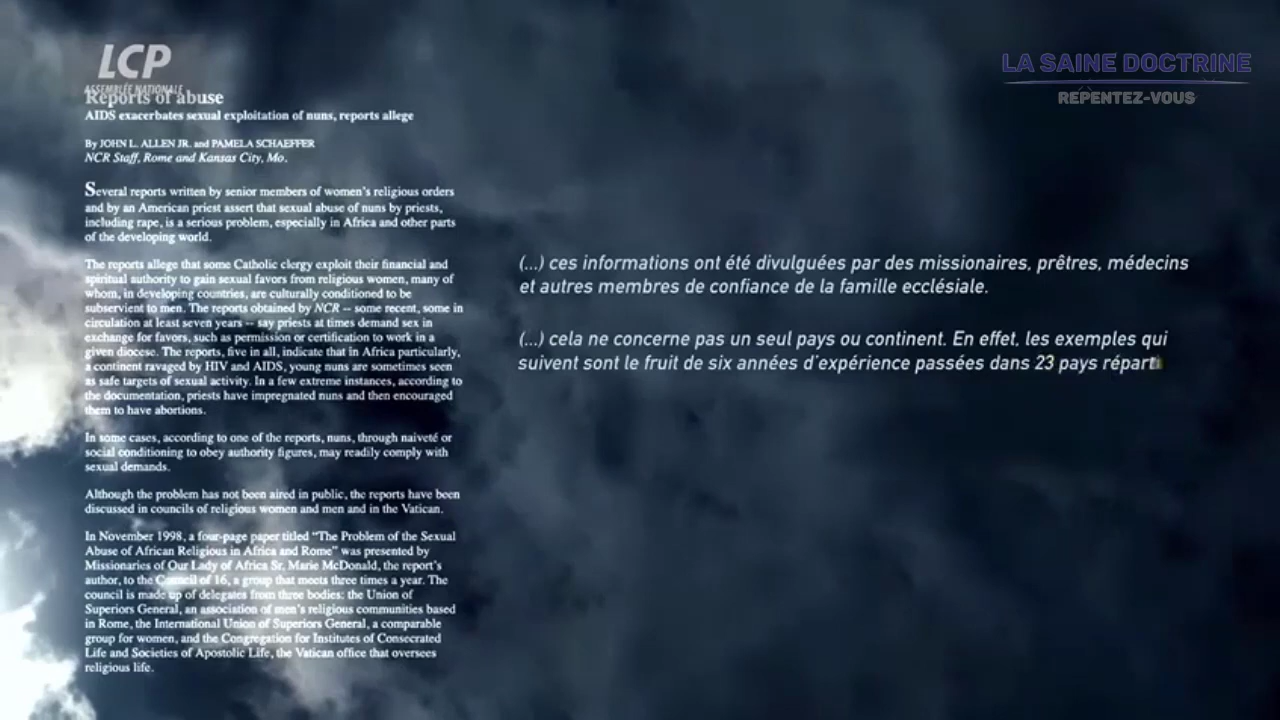 LCP
ASSEMBLÉE NATIONALE
LA SAINE DOCTRINE
REPENTEZ-VOUS
Reports of abuse
AIDS exacerbates sexual exploitation of nuns, reports allege
By JOHN L. ALLEN JR. and PAMELA SCHAEFFER
NCR Staff, Rome and Kansas City, Mo.
Several reports written by senior members of women's religious orders
and by an American priest assert that sexual abuse of nuns by priests,
including rape, is a serious problem, especially in Africa and other parts
of the developing world.
The reports allege that some Catholic clergy exploit their financial and
spiritual authority to gain sexual favors from religious women, many of
whom, in developing countries, are culturally conditioned to be
subservient to men. The reports obtained by NCR -- some recent, some in
circulation at least seven years -- say priests at times demand sex in
exchange for favors, such as permission or certification to work in a
given diocese. The reports, five in all, indicate that in Africa particularly,
a continent ravaged by HIV and AIDS, young nuns are sometimes seen
as safe targets of sexual activity. In a few extreme instances, according to
the documentation, priests have impregnated nuns and then encouraged
them to have abortions.
In some cases, according to one of the reports, nuns, through naiveté or
social conditioning to obey authority figures, may readily comply with
sexual demands.
Although the problem has not been aired in public, the reports have been
discussed in councils of religious women and men and in the Vatican.
In November 1998, a four-page paper titled "The Problem of the Sexual
Abuse of African Religious in Africa and Rome" was presented by
Missionaries of Our Lady of Africa Sr. Marie McDonald, the report's
author, to the Council of 16, a group that meets three times a year. The
council is made up of delegates from three bodies: the Union of
Superiors General, an association of men's religious communities based
in Rome, the International Union of Superiors General, a comparable
group for women, and the Congregation for Institutes of Consecrated
Life and Societies of Apostolic Life, the Vatican office that oversees
religious life.
(...) ces informations ont été divulguées par des missionaires, prêtres, médecins
et autres membres de confiance de la famille ecclésiale.
(...) cela ne concerne pas un seul pays ou continent. En effet, les exemples qui
suivent sont le fruit de six années d'expérience passées dans 23 pays réparti